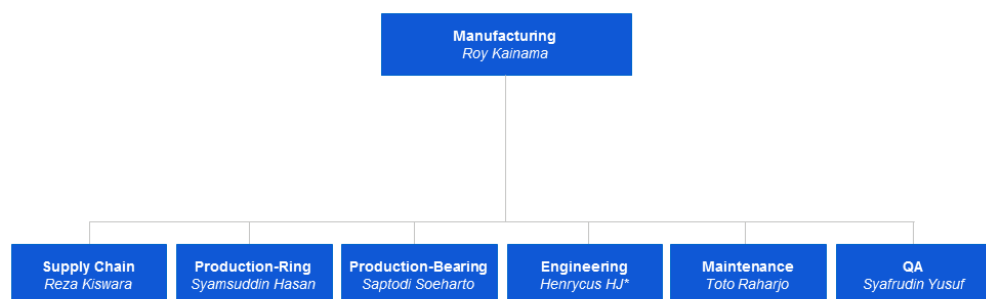 Manufacturing
Roy Kainama
Supply Chain
Reza Kiswara
Production-Ring
Syamsuddin Hasan
Production-Bearing
Saptodi Soeharto
Engineering
Henrycus HJ*
Maintenance
Toto Raharjo
QA
Syafrudin Yusuf